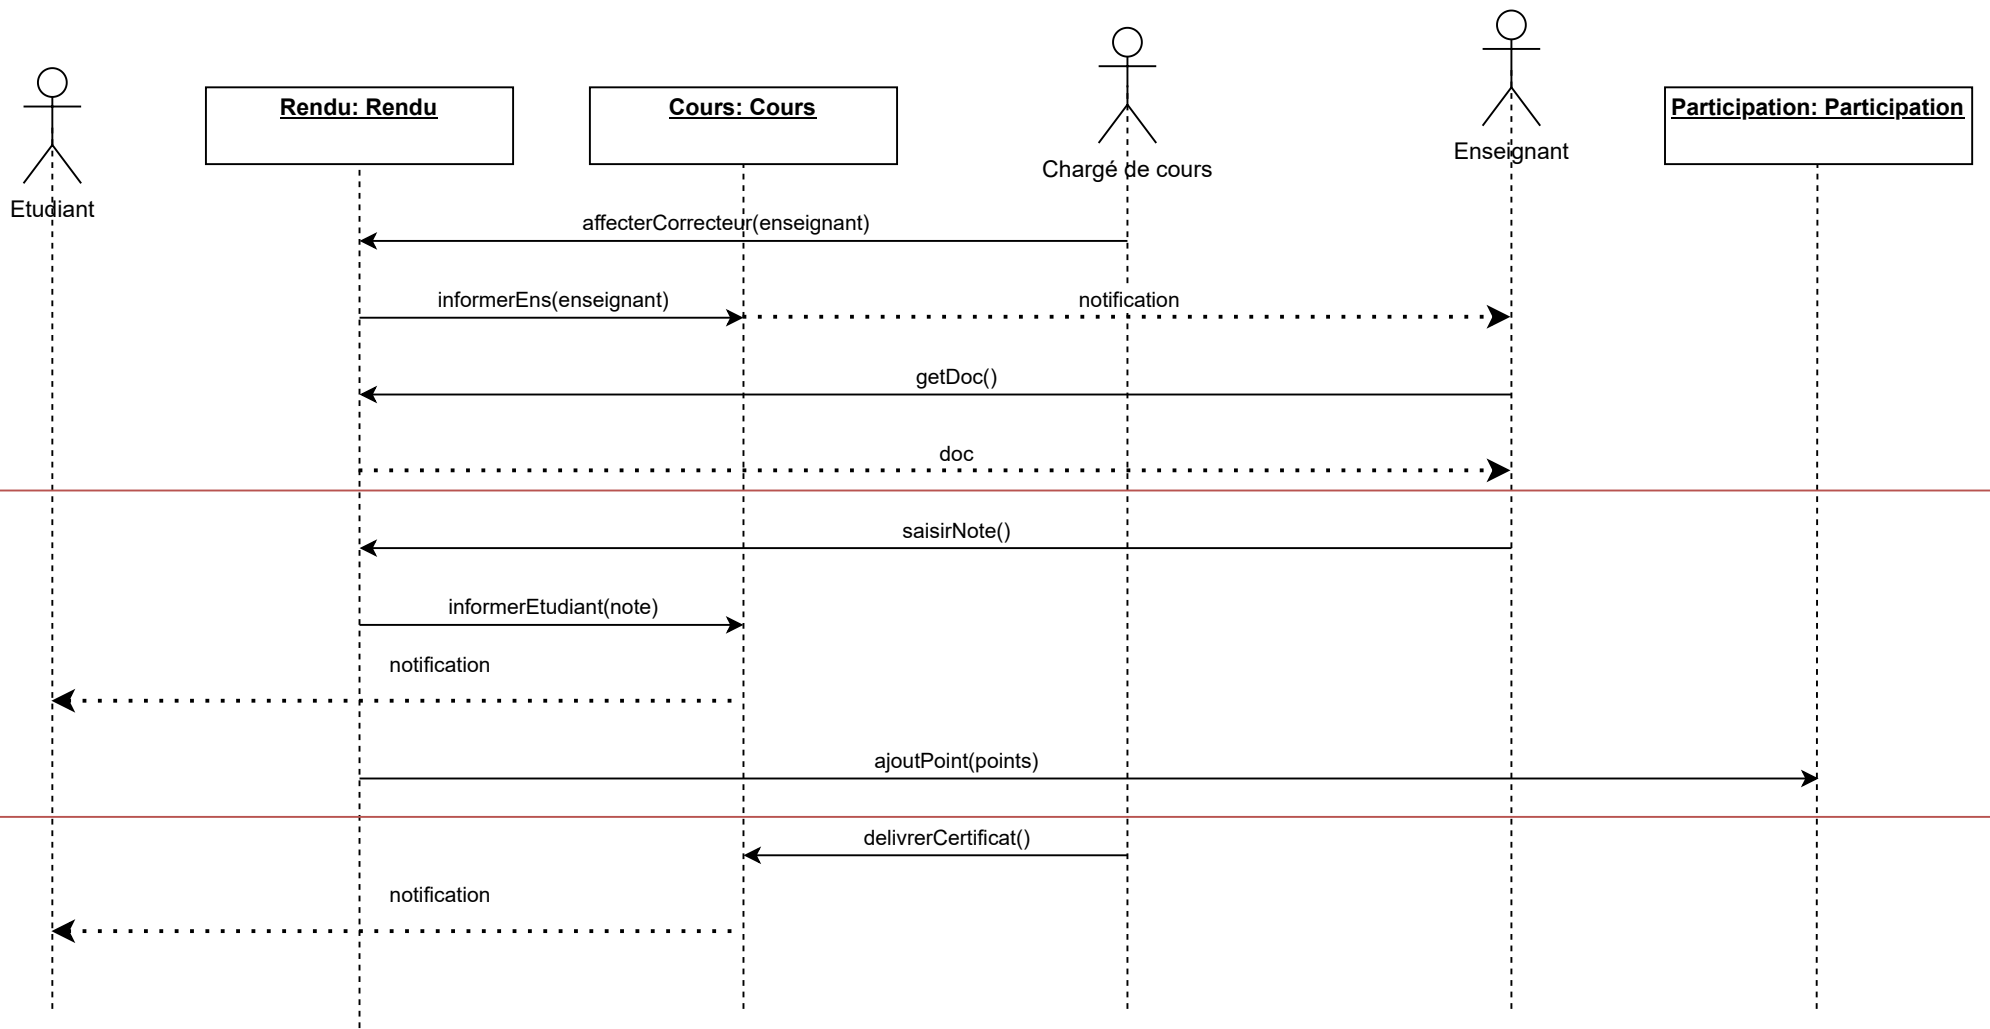 Rendu: Rendu
Cours: Cours
Participation: Participation
Enseignant
Chargé de cours
Etudiant
affecterCorrecteur(enseignant)
informerEns(enseignant)
notification
getDoc()
doc
saisirNote()
informerEtudiant(note)
notification
ajoutPoint(points)
delivrerCertificat()
notification